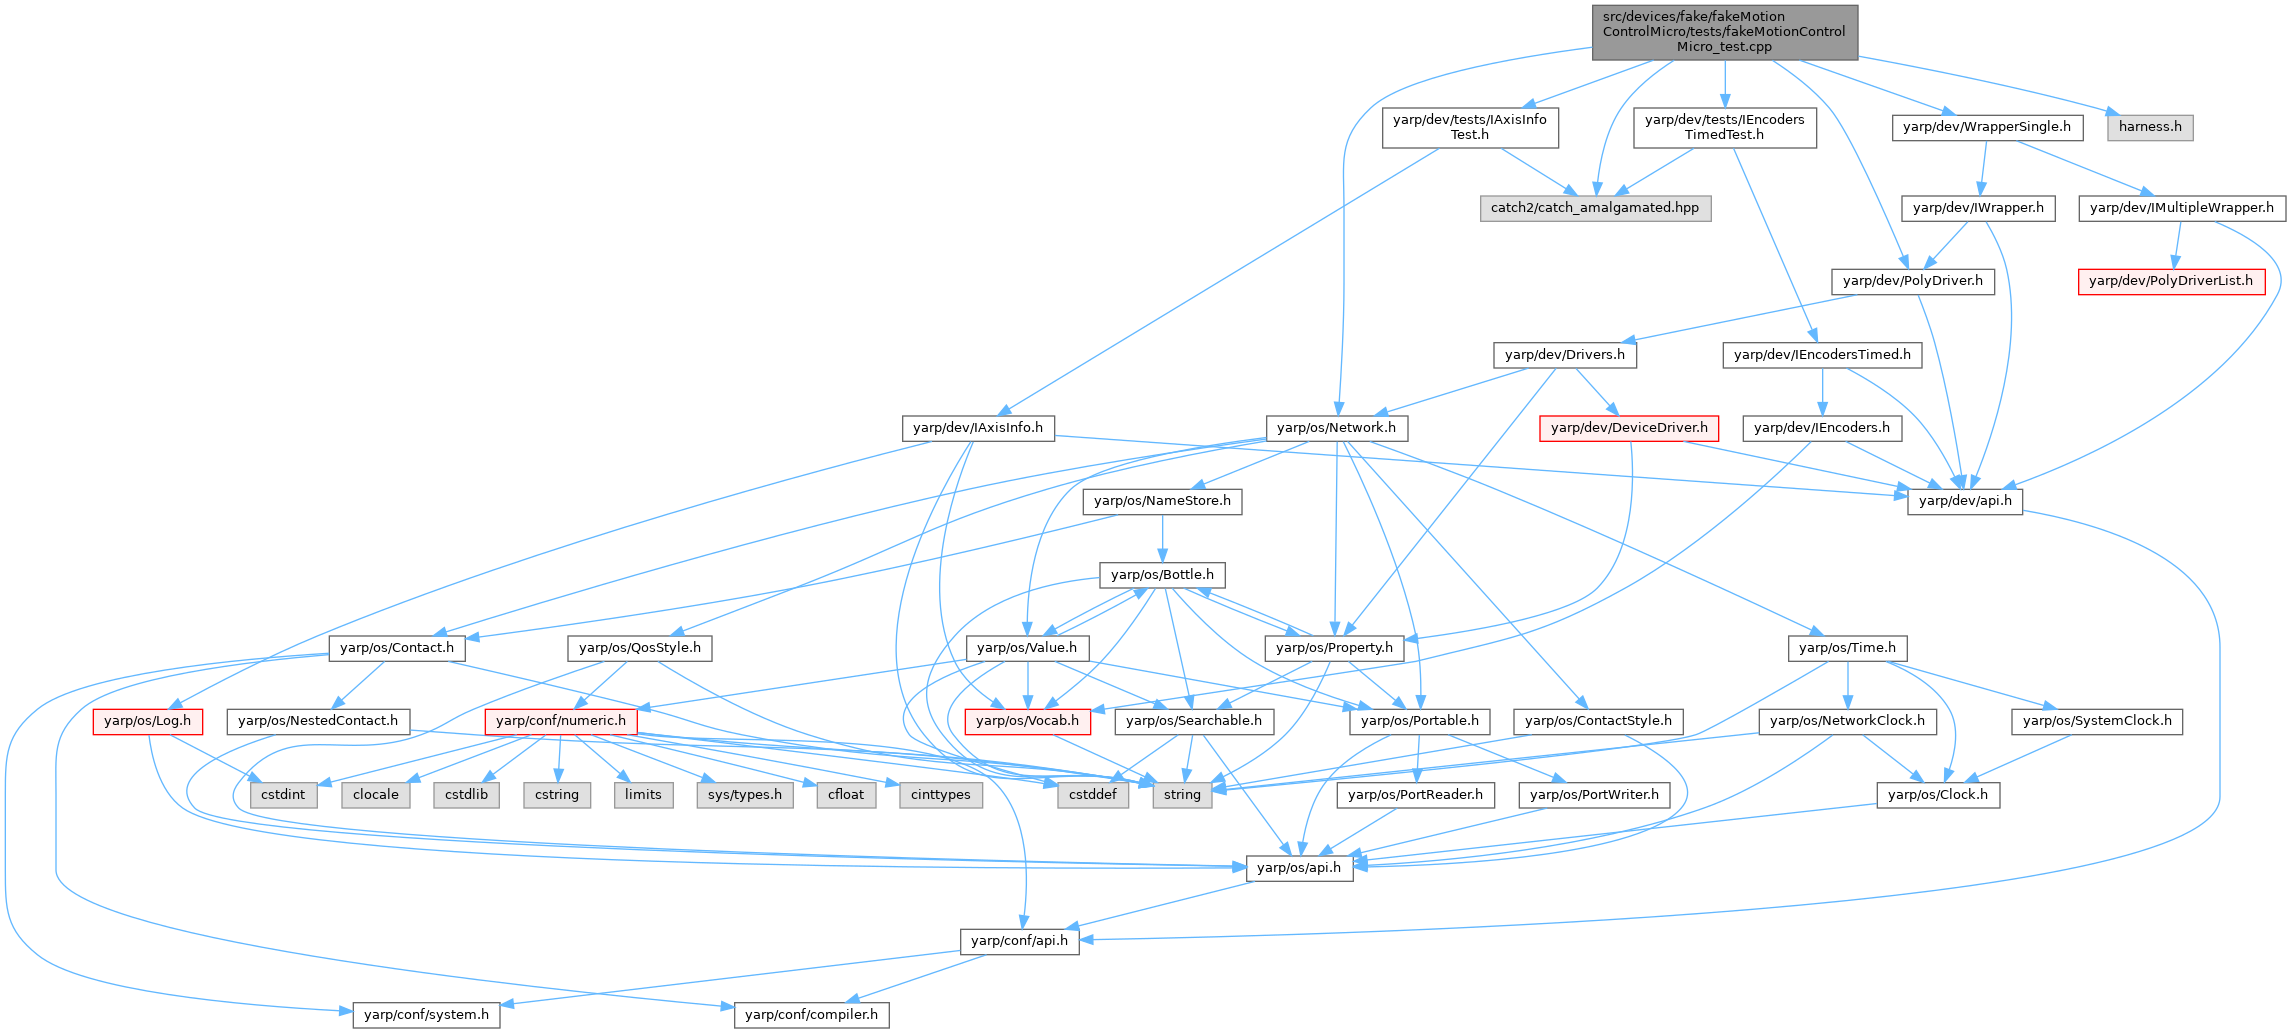 src/devices/fake/fakeMotion
ControlMicro/tests/fakeMotionControl
Micro_test.cpp
yarp/dev/tests/IAxisInfo
Test.h
yarp/dev/tests/IEncoders
TimedTest.h
yarp/dev/WrapperSingle.h
harness.h
catch2/catch_amalgamated.hpp
yarp/dev/IWrapper.h
yarp/dev/IMultipleWrapper.h
yarp/dev/PolyDriver.h
yarp/dev/PolyDriverList.h
yarp/dev/Drivers.h
yarp/dev/IEncodersTimed.h
yarp/dev/IAxisInfo.h
yarp/os/Network.h
yarp/dev/DeviceDriver.h
yarp/dev/IEncoders.h
yarp/os/NameStore.h
yarp/dev/api.h
yarp/os/Bottle.h
yarp/os/Contact.h
yarp/os/QosStyle.h
yarp/os/Value.h
yarp/os/Property.h
yarp/os/Time.h
yarp/os/Log.h
yarp/os/NestedContact.h
yarp/conf/numeric.h
yarp/os/Vocab.h
yarp/os/Searchable.h
yarp/os/Portable.h
yarp/os/ContactStyle.h
yarp/os/NetworkClock.h
yarp/os/SystemClock.h
cstdint
clocale
cstdlib
cstring
limits
sys/types.h
cfloat
cinttypes
cstddef
string
yarp/os/PortReader.h
yarp/os/PortWriter.h
yarp/os/Clock.h
yarp/os/api.h
yarp/conf/api.h
yarp/conf/system.h
yarp/conf/compiler.h